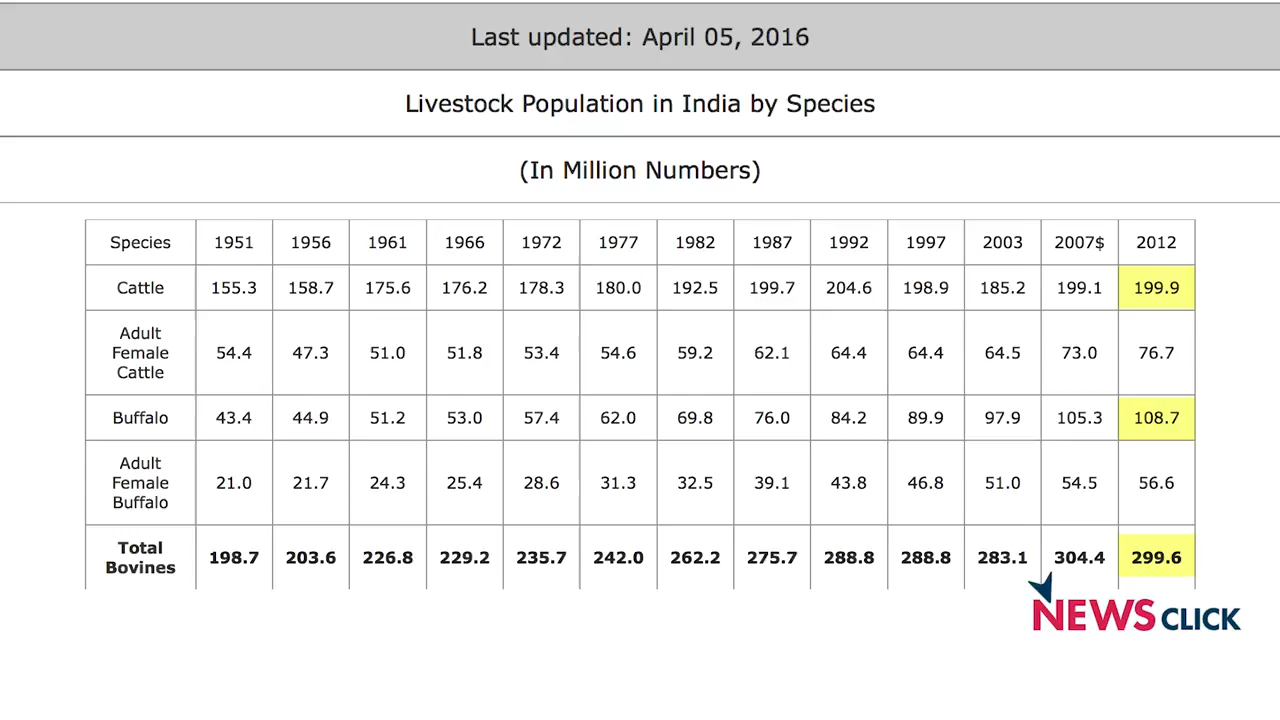 Last updated: April 05, 2016
Livestock Population in India by Species
(In Million Numbers)
Species 1951 1956 1961 1966 1972 1977 1982 1987 1992 1997 2003 2007$ 2012
Cattle 155.3 158.7 175.6 176.2 178.3 180.0 192.5 199.7 204.6 198.9 185.2 199.1 199.9
Adult
Female 54.4 47.3 51.0 51.8 53.4 54.6 59.2 62.1 64.4 64.4 64.5 73.0 76.7
Cattle
Buffalo 43.4 44.9 51.2 53.0 57.4 62.0 69.8 76.0 84.2 89.9 97.9 105.3 108.7
Adult
Female 21.0 21.7 24.3 25.4 28.6 31.3 32.5 39.1 43.8 46.8 51.0 54.5 56.6
Buffalo
Total
Bovines 198.7 203.6 226.8 229.2 235.7 242.0 262.2 275.7 288.8 288.8 283.1 304.4 299.6
NEWSCLICK